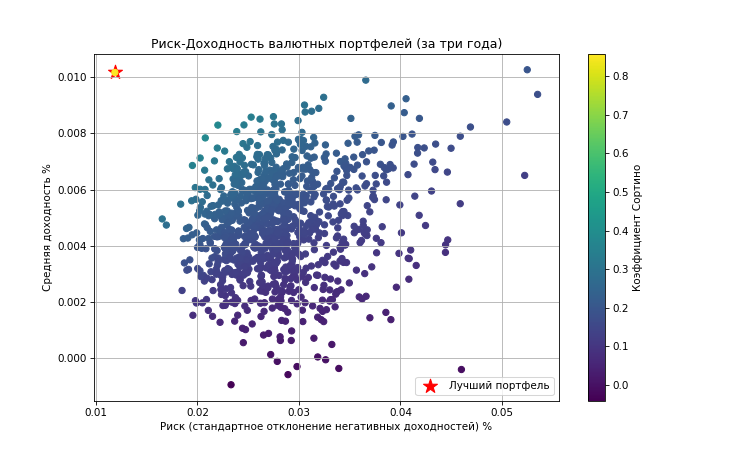 Риск-Доходность валютных портфелей (за три года)
Средняя доходность %
0.010
0.008
0.006
0.004
0.002
0.000
0.01 0.02 0.03 0.04 0.05
Риск (стандартное отклонение негативных доходностей) %
Лучший портфель
0.8
0.7
0.6
0.5
0.4
0.3
0.2
0.1
0.0
Коэффициент Сортино